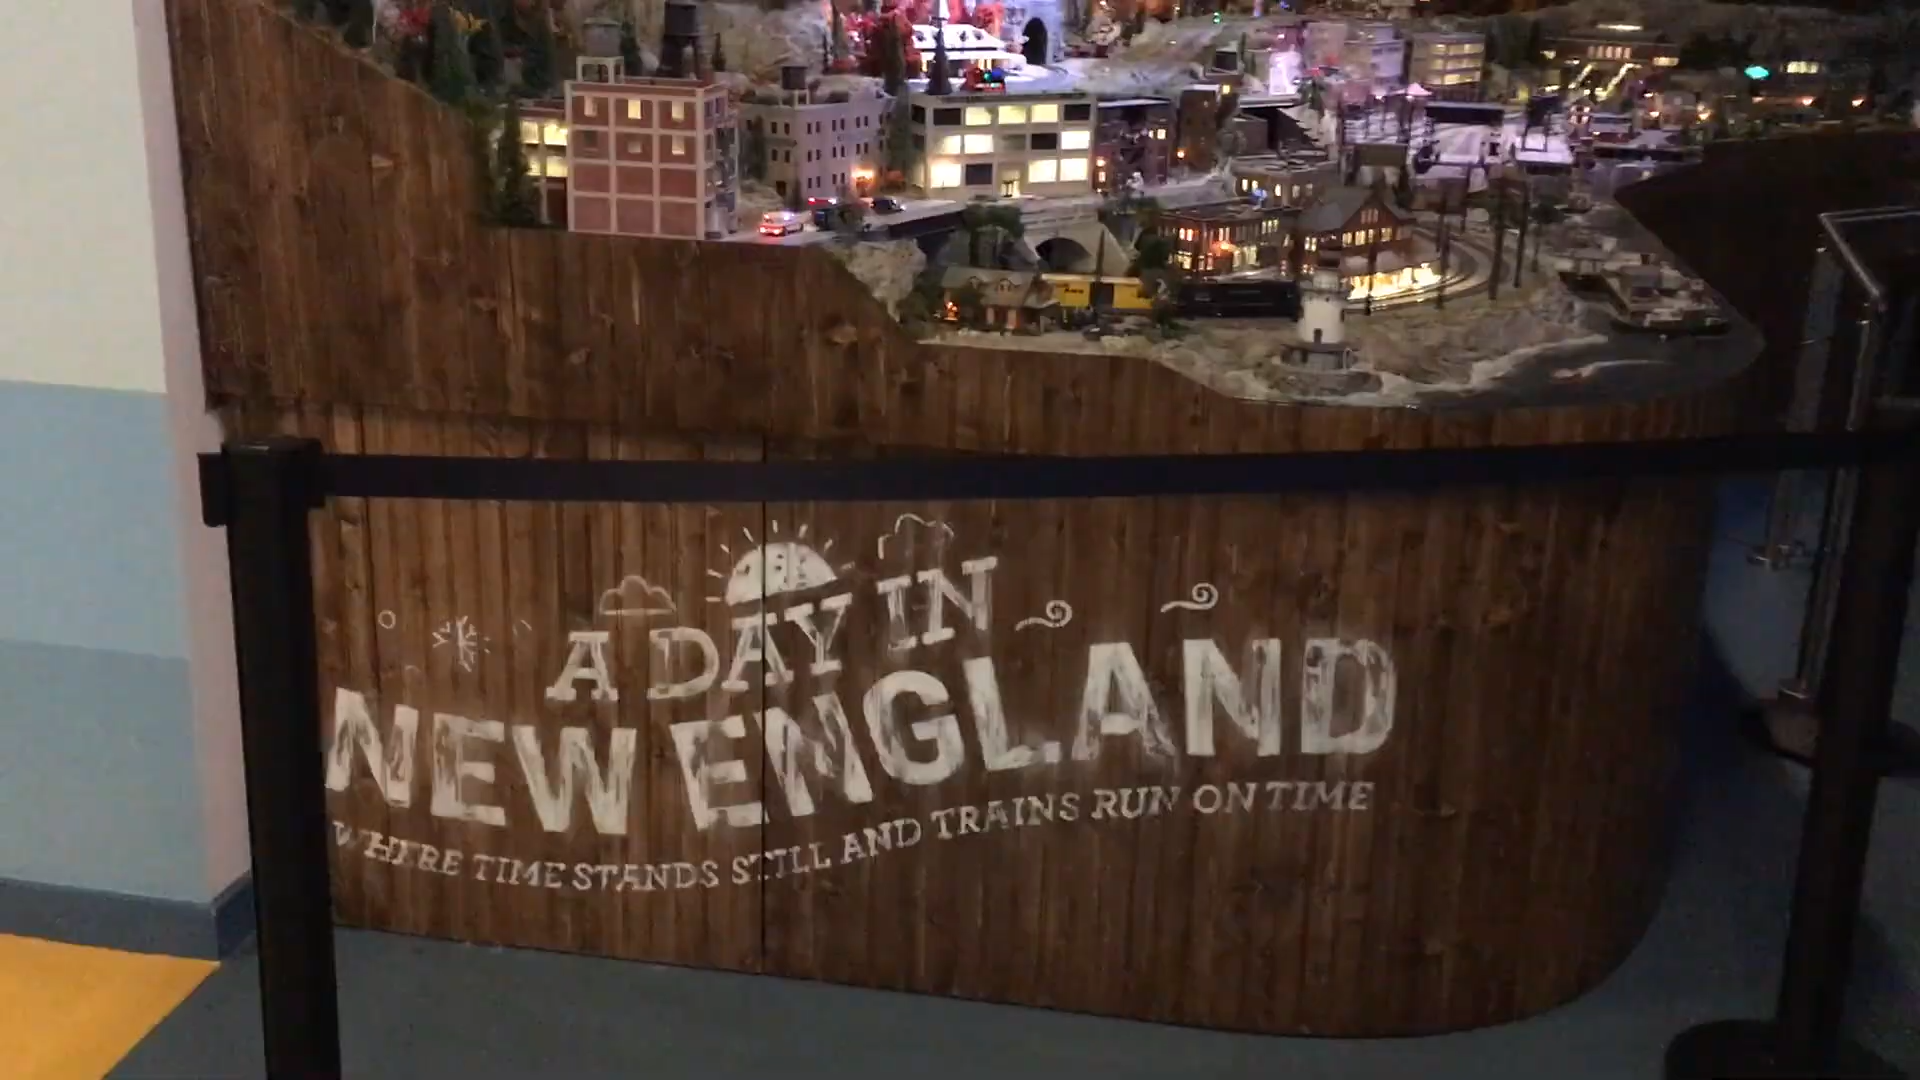 A DAY IN
NEW ENGLAND
WHERE TIME STANDS STILL AND TRAINS RUN ON TIME